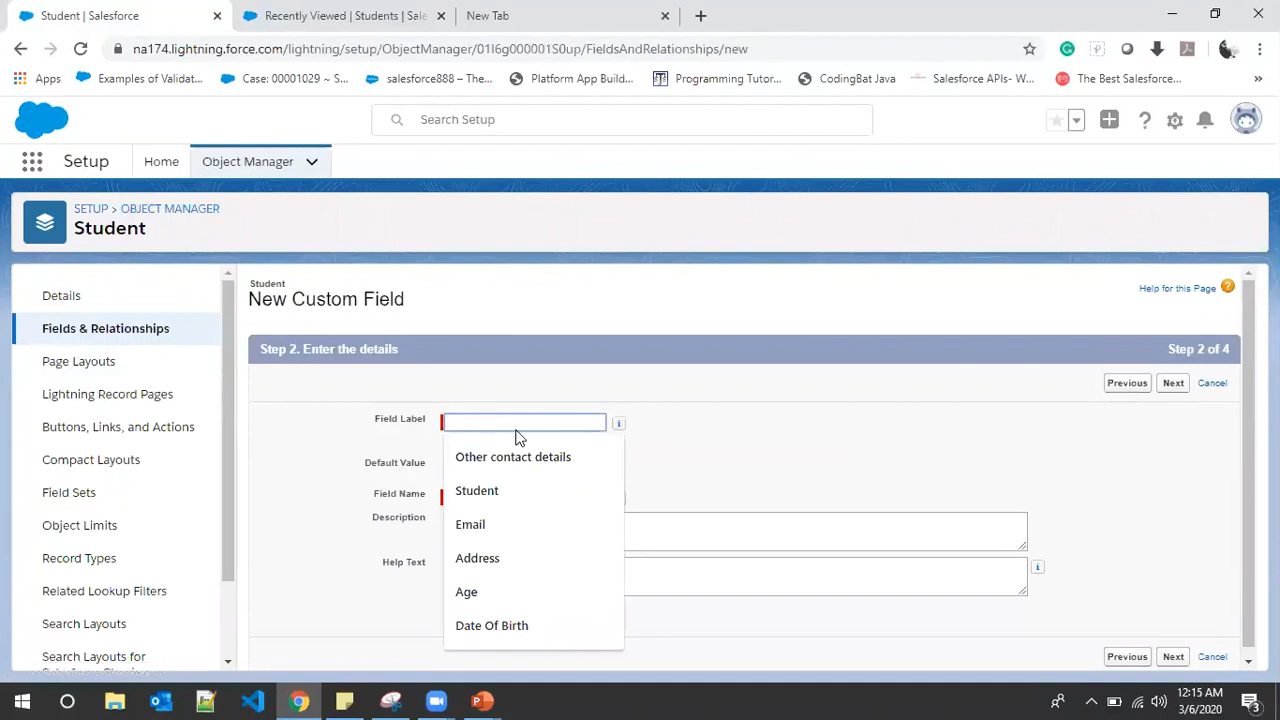 Student | Salesforce
Recently Viewed | Students | Sale
New Tab
na174.lightning.force.com/lightning/setup/ObjectManager/01I6g000001S0up/FieldsAndRelationships/new
Apps
Examples of Validat...
Case: 00001029 ~ S...
salesforce888 – The...
Platform App Build...
Programming Tutor...
CodingBat Java
Salesforce APIs- W...
The Best Salesforce...
Search Setup
Setup
Home
Object Manager
SETUP > OBJECT MANAGER
Student
Details
Fields & Relationships
Page Layouts
Lightning Record Pages
Buttons, Links, and Actions
Compact Layouts
Field Sets
Object Limits
Record Types
Related Lookup Filters
Search Layouts
Search Layouts for
Student
New Custom Field
Help for this Page
Step 2. Enter the details
Step 2 of 4
Previous
Next
Cancel
Field Label
Default Value
Field Name
Description
Help Text
Other contact details
Student
Email
Address
Age
Date Of Birth
Previous
Next
Cancel
12:15 AM
3/6/2020
3